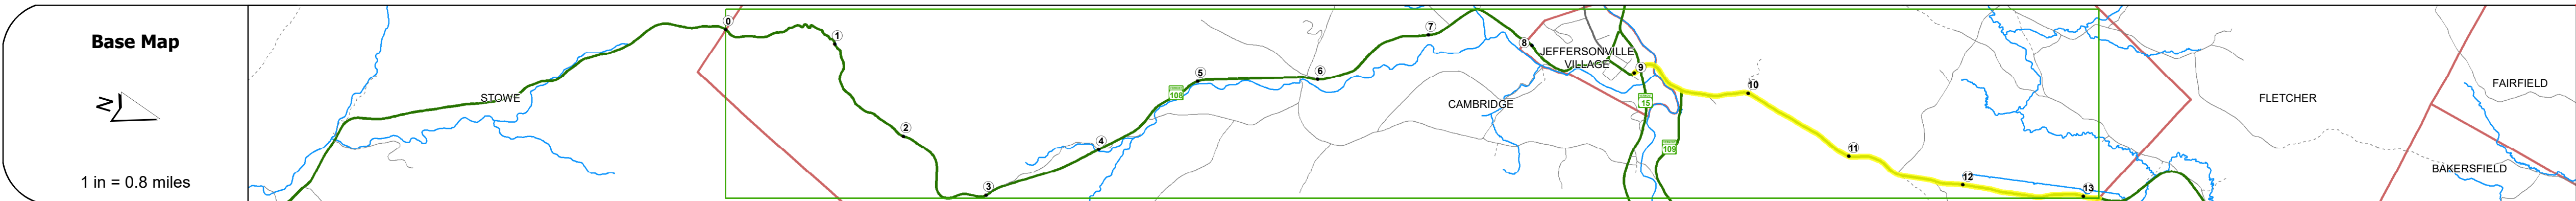 Base Map
N
1 in = 0.8 miles
STOWE
0
1
2
3
4
5
108
6
7
8
JEFFERSONVILLE
VILLAGE
CAMBRIDGE
9
15
109
10
11
12
13
FLETCHER
FAIRFIELD
BAKERSFIELD